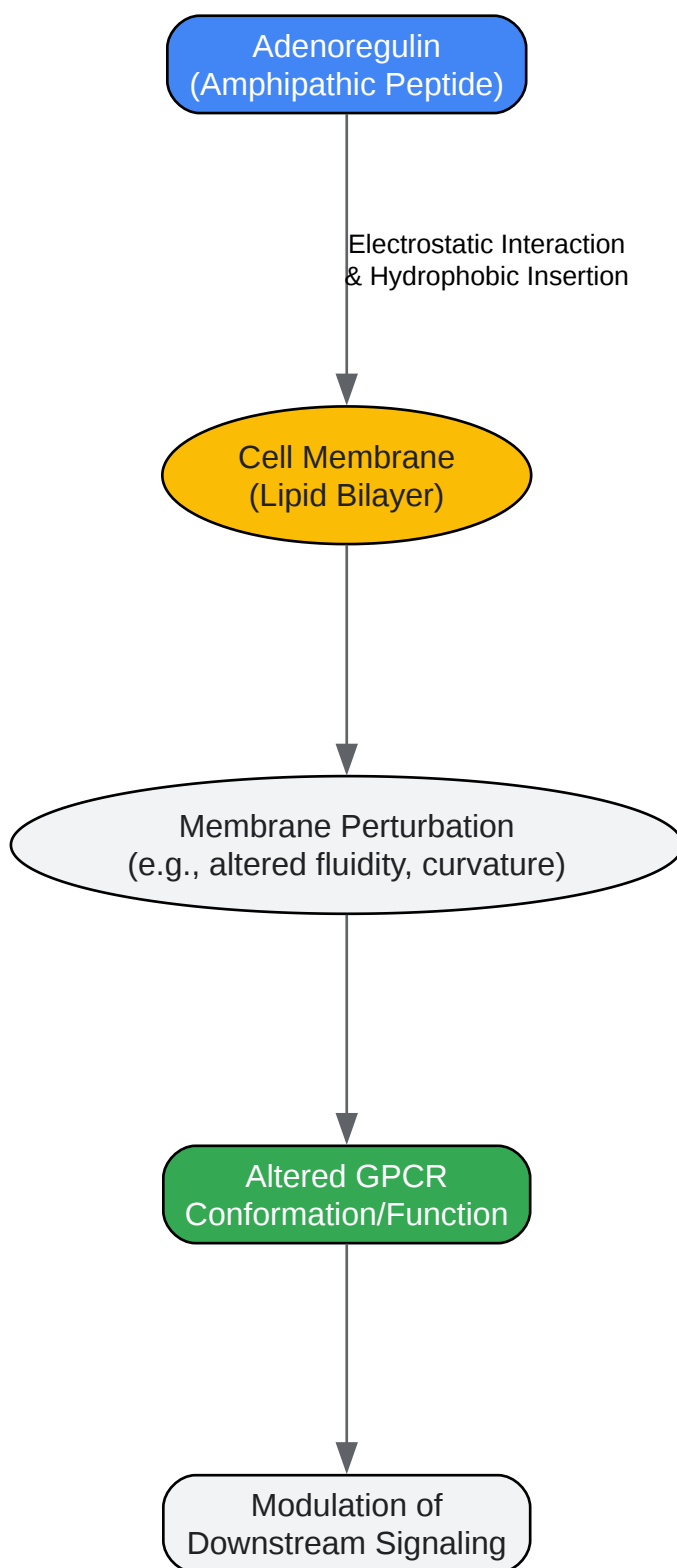 Adenoregulin
(Amphipathic Peptide)
Electrostatic Interaction
& Hydrophobic Insertion
Cell Membrane
(Lipid Bilayer)
Membrane Perturbation
(e.g., altered fluidity, curvature)
Altered GPCR
Conformation/Function
Modulation of
Downstream Signaling